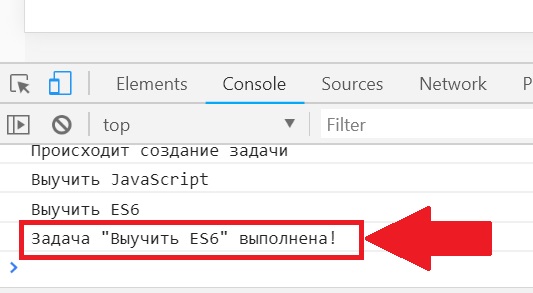 Elements Console Sources Network P
top Filter
Происходит создание задачи
Выучить JavaScript
Выучить ES6
Задача "Выучить ES6" выполнена!